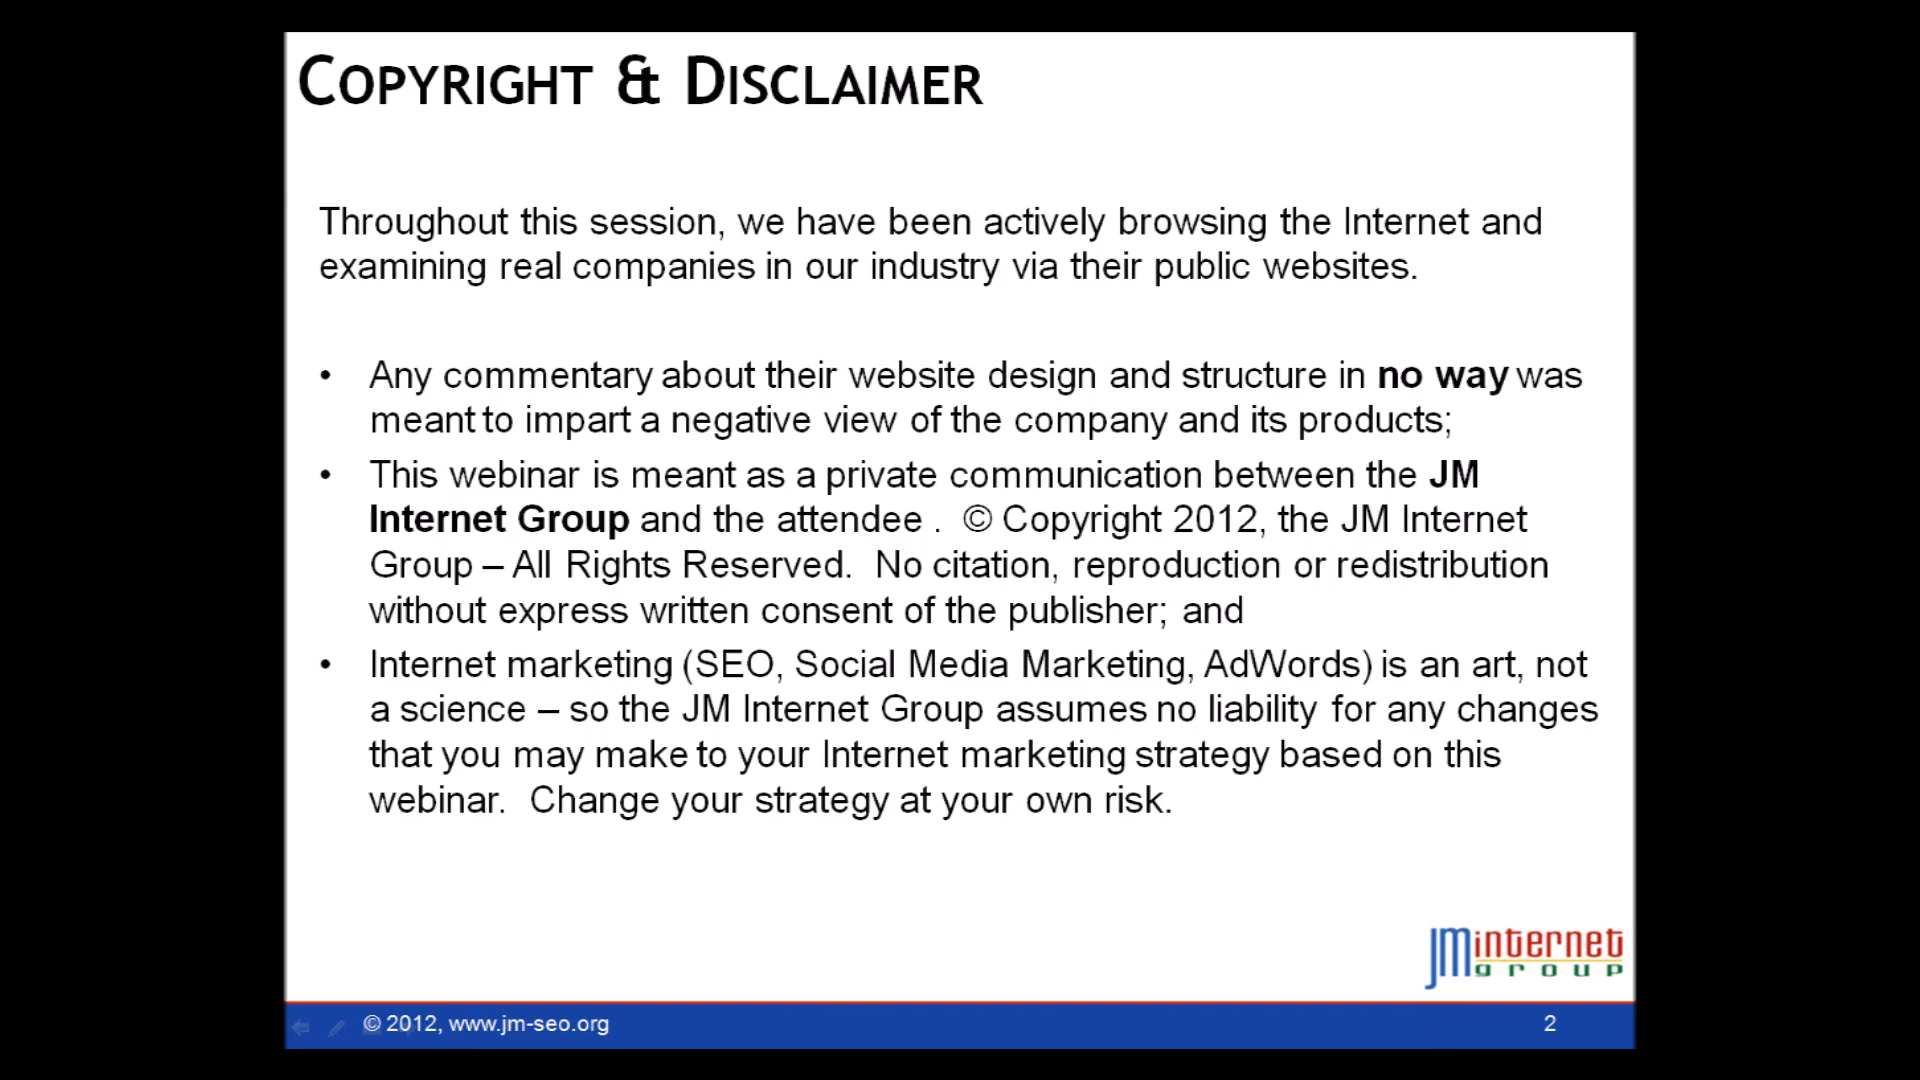 COPYRIGHT & DISCLAIMER
Throughout this session, we have been actively browsing the Internet and
examining real companies in our industry via their public websites.
• Any commentary about their website design and structure in no way was
meant to impart a negative view of the company and its products;
• This webinar is meant as a private communication between the JM
Internet Group and the attendee . © Copyright 2012, the JM Internet
Group – All Rights Reserved. No citation, reproduction or redistribution
without express written consent of the publisher; and
• Internet marketing (SEO, Social Media Marketing, AdWords) is an art, not
a science – so the JM Internet Group assumes no liability for any changes
that you may make to your Internet marketing strategy based on this
webinar. Change your strategy at your own risk.
JM internet
group
© 2012, www.jm-seo.org
2